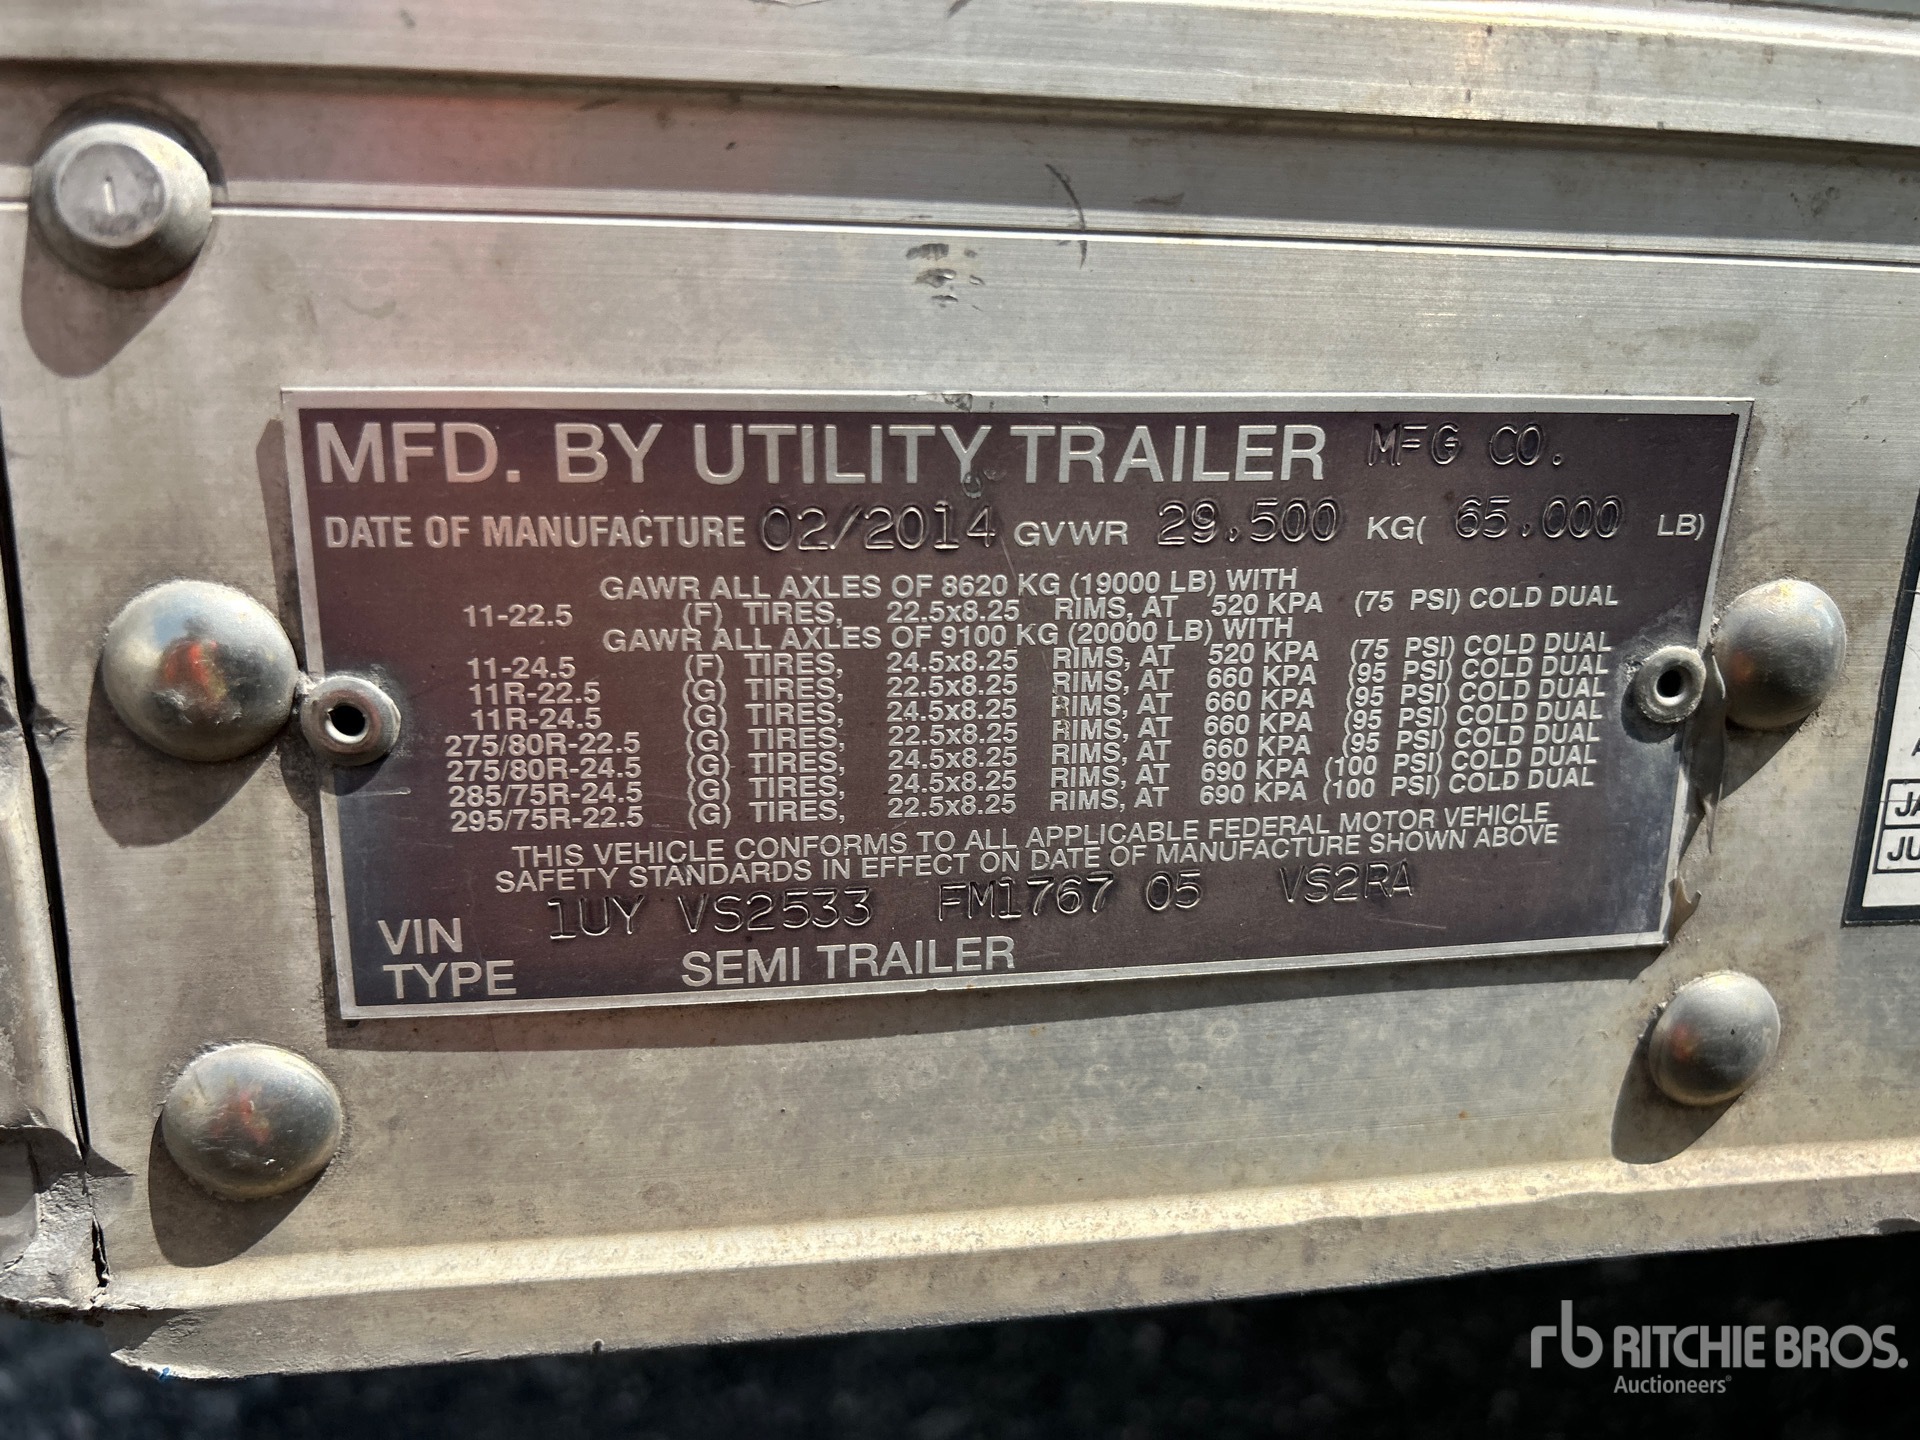 MFD. BY UTILITY TRAILER MFG CO.
DATE OF MANUFACTURE 02/2014 GVWR 29.500 KG( 65.000 LB)
GAWR ALL AXLES OF 8620 KG (19000 LB) WITH
11-22.5 (F) TIRES, 22.5x8.25 RIMS, AT 520 KPA (75 PSI) COLD DUAL
GAWR ALL AXLES OF 9100 KG (20000 LB) WITH
11-24.5 (F) TIRES, 24.5x8.25 RIMS, AT 520 KPA (75 PSI) COLD DUAL
11R-22.5 (G) TIRES, 22.5x8.25 RIMS, AT 660 KPA (95 PSI) COLD DUAL
11R-24.5 (G) TIRES, 24.5x8.25 RIMS, AT 660 KPA (95 PSI) COLD DUAL
275/80R-22.5 (G) TIRES, 22.5x8.25 RIMS, AT 660 KPA (95 PSI) COLD DUAL
275/80R-24.5 (G) TIRES, 24.5x8.25 RIMS, AT 660 KPA (95 PSI) COLD DUAL
285/75R-24.5 (G) TIRES, 24.5x8.25 RIMS, AT 690 KPA (100 PSI) COLD DUAL
295/75R-22.5 (G) TIRES, 22.5x8.25 RIMS, AT 690 KPA (100 PSI) COLD DUAL
THIS VEHICLE CONFORMS TO ALL APPLICABLE FEDERAL MOTOR VEHICLE
SAFETY STANDARDS IN EFFECT ON DATE OF MANUFACTURE SHOWN ABOVE
VIN 1UY VS2533 FM1767 05 VS2RA
TYPE SEMI TRAILER
rb RITCHIE BROS.
Auctioneers